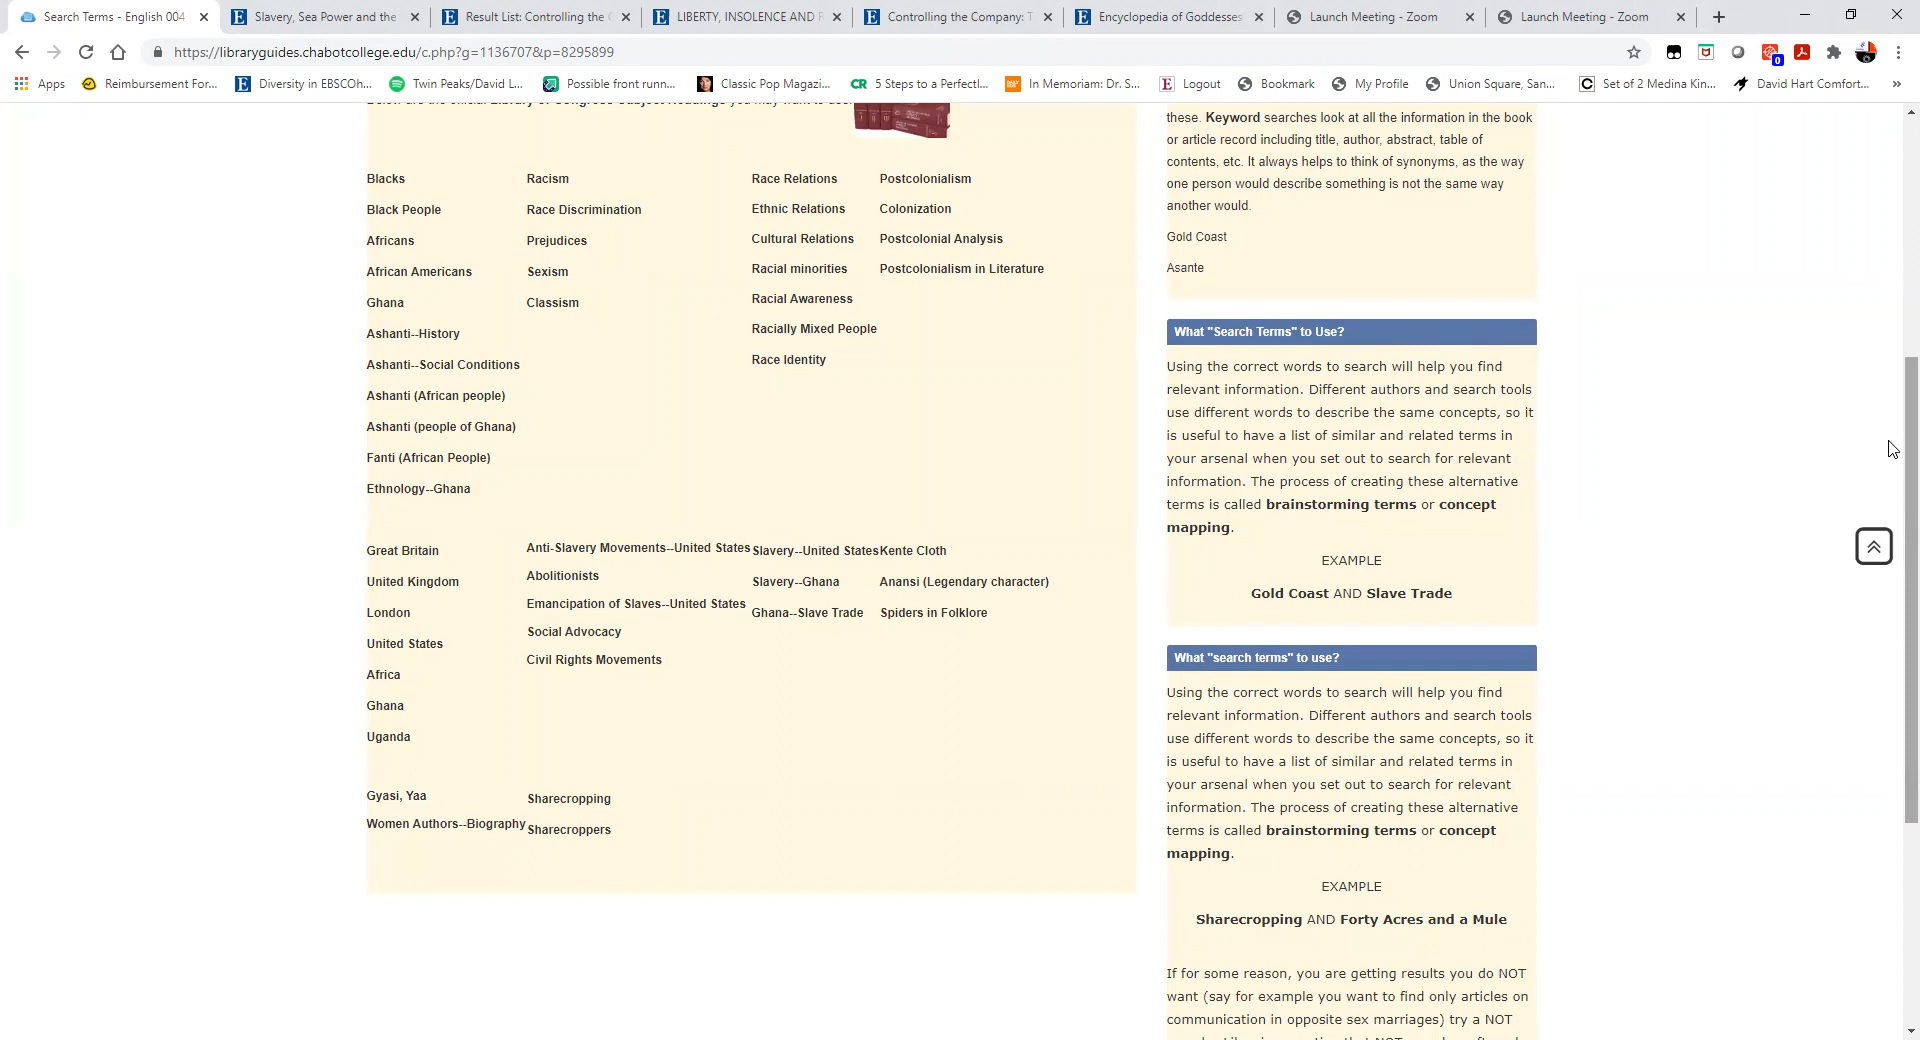 Search Terms - English 004
Slavery, Sea Power and the
Result List: Controlling the
LIBERTY, INSOLENCE AND
Controlling the Company:
Encyclopedia of Goddesses
Launch Meeting - Zoom
Launch Meeting - Zoom
https://libraryguides.chabotcollege.edu/c.php?g=1136707&p=8295899
0
Apps
Reimbursement For...
Diversity in EBSCOh...
Twin Peaks/David L...
Possible front runn...
Classic Pop Magazi...
5 Steps to a Perfectl...
In Memoriam: Dr. S...
Logout
Bookmark
My Profile
Union Square, San...
Set of 2 Medina Kin...
David Hart Comfort...
»
Below are the official Library of Congress Subject Headings you may want to use.
Blacks
Black People
Africans
African Americans
Ghana
Ashanti--History
Ashanti--Social Conditions
Ashanti (African people)
Ashanti (people of Ghana)
Fanti (African People)
Ethnology--Ghana
Racism
Race Discrimination
Prejudices
Sexism
Classism
Race Relations
Ethnic Relations
Cultural Relations
Racial minorities
Racial Awareness
Racially Mixed People
Race Identity
Postcolonialism
Colonization
Postcolonial Analysis
Postcolonialism in Literature
Great Britain
United Kingdom
London
United States
Africa
Ghana
Uganda
Anti-Slavery Movements--United States
Abolitionists
Emancipation of Slaves--United States
Social Advocacy
Civil Rights Movements
Slavery--United States
Slavery--Ghana
Ghana--Slave Trade
Kente Cloth
Anansi (Legendary character)
Spiders in Folklore
Gyasi, Yaa
Women Authors--Biography
Sharecropping
Sharecroppers
these. Keyword searches look at all the information in the book
or article record including title, author, abstract, table of
contents, etc. It always helps to think of synonyms, as the way
one person would describe something is not the same way
another would.
Gold Coast
Asante
What "Search Terms" to Use?
Using the correct words to search will help you find
relevant information. Different authors and search tools
use different words to describe the same concepts, so it
is useful to have a list of similar and related terms in
your arsenal when you set out to search for relevant
information. The process of creating these alternative
terms is called brainstorming terms or concept
mapping.
EXAMPLE
Gold Coast AND Slave Trade
What "search terms" to use?
Using the correct words to search will help you find
relevant information. Different authors and search tools
use different words to describe the same concepts, so it
is useful to have a list of similar and related terms in
your arsenal when you set out to search for relevant
information. The process of creating these alternative
terms is called brainstorming terms or concept
mapping.
EXAMPLE
Sharecropping AND Forty Acres and a Mule
If for some reason, you are getting results you do NOT
want (say for example you want to find only articles on
communication in opposite sex marriages) try a NOT